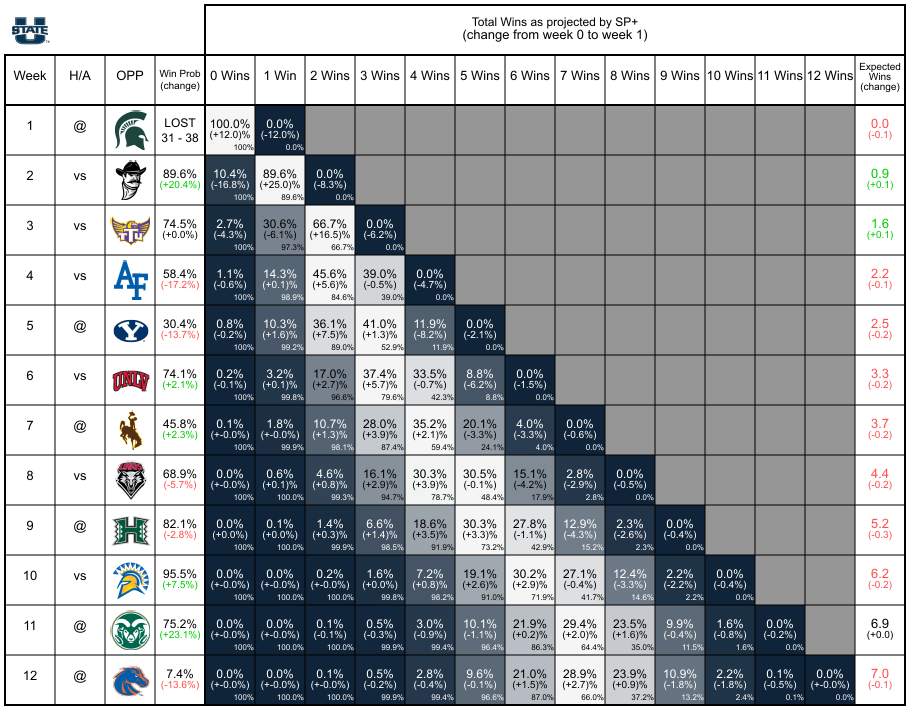 U
STATE
Total Wins as projected by SP+
(change from week 0 to week 1)
Week H/A OPP Win Prob (change) 0 Wins 1 Win 2 Wins 3 Wins 4 Wins 5 Wins 6 Wins 7 Wins 8 Wins 9 Wins 10 Wins 11 Wins 12 Wins Expected Wins (change)
1 @ LOST 100.0% 0.0% 0.0
31 - 38 (+12.0)% (-12.0%) (-0.1)
100% 0.0%
2 vs 89.6% 10.4% 89.6% 0.0% 0.9
(+20.4%) (-16.8%) (+25.0)% (-8.3%) (+0.1)
100% 89.6% 0.0%
3 vs TTU 74.5% 2.7% 30.6% 66.7% 0.0% 1.6
(+0.0%) (-4.3%) (-6.1%) (+16.5)% (-6.2%) (+0.1)
100% 97.3% 66.7% 0.0%
4 vs AF 58.4% 1.1% 14.3% 45.6% 39.0% 0.0% 2.2
(-17.2%) (-0.6%) (+0.1)% (+5.6)% (-0.5%) (-4.7%) (-0.1)
100% 98.9% 84.6% 39.0% 0.0%
5 @ Y 30.4% 0.8% 10.3% 36.1% 41.0% 11.9% 0.0% 2.5
(-13.7%) (-0.2%) (+1.6)% (+7.5)% (+1.3)% (-8.2%) (-2.1%) (-0.2)
100% 99.2% 89.0% 52.9% 11.9% 0.0%
6 vs UNLV 74.1% 0.2% 3.2% 17.0% 37.4% 33.5% 8.8% 0.0% 3.3
(+2.1%) (-0.1%) (+0.1)% (+2.7)% (+5.7)% (-0.7%) (-6.2%) (-1.5%) (-0.2)
100% 99.8% 96.6% 79.6% 42.3% 8.8% 0.0%
7 @ 45.8% 0.1% 1.8% 10.7% 28.0% 35.2% 20.1% 4.0% 0.0% 3.7
(+2.3%) (+-0.0%) (+-0.0%) (+1.3)% (+3.9)% (+2.1)% (-3.3%) (-3.3%) (-0.6%) (-0.2)
100% 99.9% 98.1% 87.4% 59.4% 24.1% 4.0% 0.0%
8 vs 68.9% 0.0% 0.6% 4.6% 16.1% 30.3% 30.5% 15.1% 2.8% 0.0% 4.4
(-5.7%) (+-0.0%) (+0.1)% (+0.8)% (+2.9)% (+3.9)% (-0.1%) (-4.2%) (-2.9%) (-0.5%) (-0.2)
100% 100.0% 99.3% 94.7% 78.7% 48.4% 17.9% 2.8% 0.0%
9 @ H 82.1% 0.0% 0.1% 1.4% 6.6% 18.6% 30.3% 27.8% 12.9% 2.3% 0.0% 5.2
(-2.8%) (+0.0%) (+0.0%) (+0.3)% (+1.4)% (+3.5)% (+3.3)% (-1.1%) (-4.3%) (-2.6%) (-0.4%) (-0.3)
100% 100.0% 99.9% 98.5% 91.9% 73.2% 42.9% 15.2% 2.3% 0.0%
10 vs 95.5% 0.0% 0.0% 0.2% 1.6% 7.2% 19.1% 30.2% 27.1% 12.4% 2.2% 0.0% 6.2
(+7.5%) (+-0.0%) (+-0.0%) (+-0.0%) (+0.0%) (+0.8)% (+2.6)% (+2.9)% (-0.4%) (-3.3%) (-2.2%) (-0.4%) (-0.2)
100% 100.0% 100.0% 99.8% 98.2% 91.0% 71.9% 41.7% 14.6% 2.2% 0.0%
11 @ 75.2% 0.0% 0.0% 0.1% 0.5% 3.0% 10.1% 21.9% 29.4% 23.5% 9.9% 1.6% 0.0% 6.9
(+23.1%) (+-0.0%) (+-0.0%) (-0.1%) (-0.3%) (-0.9%) (-1.1%) (+0.2)% (+2.0)% (+1.6)% (-0.4%) (-0.8%) (-0.2%) (+0.0)
100% 100.0% 100.0% 99.9% 99.4% 96.4% 86.3% 64.4% 35.0% 11.5% 1.6% 0.0%
12 @ 7.4% 0.0% 0.0% 0.1% 0.5% 2.8% 9.6% 21.0% 28.9% 23.9% 10.9% 2.2% 0.1% 0.0% 7.0
(-13.6%) (+-0.0%) (+-0.0%) (+-0.0%) (-0.2%) (-0.4%) (-0.1%) (+1.5)% (+2.7)% (+0.9)% (-1.8%) (-1.8%) (-0.5%) (+-0.0%) (-0.1)
100% 100.0% 100.0% 99.9% 99.4% 96.6% 87.0% 66.0% 37.2% 13.2% 2.4% 0.1% 0.0%